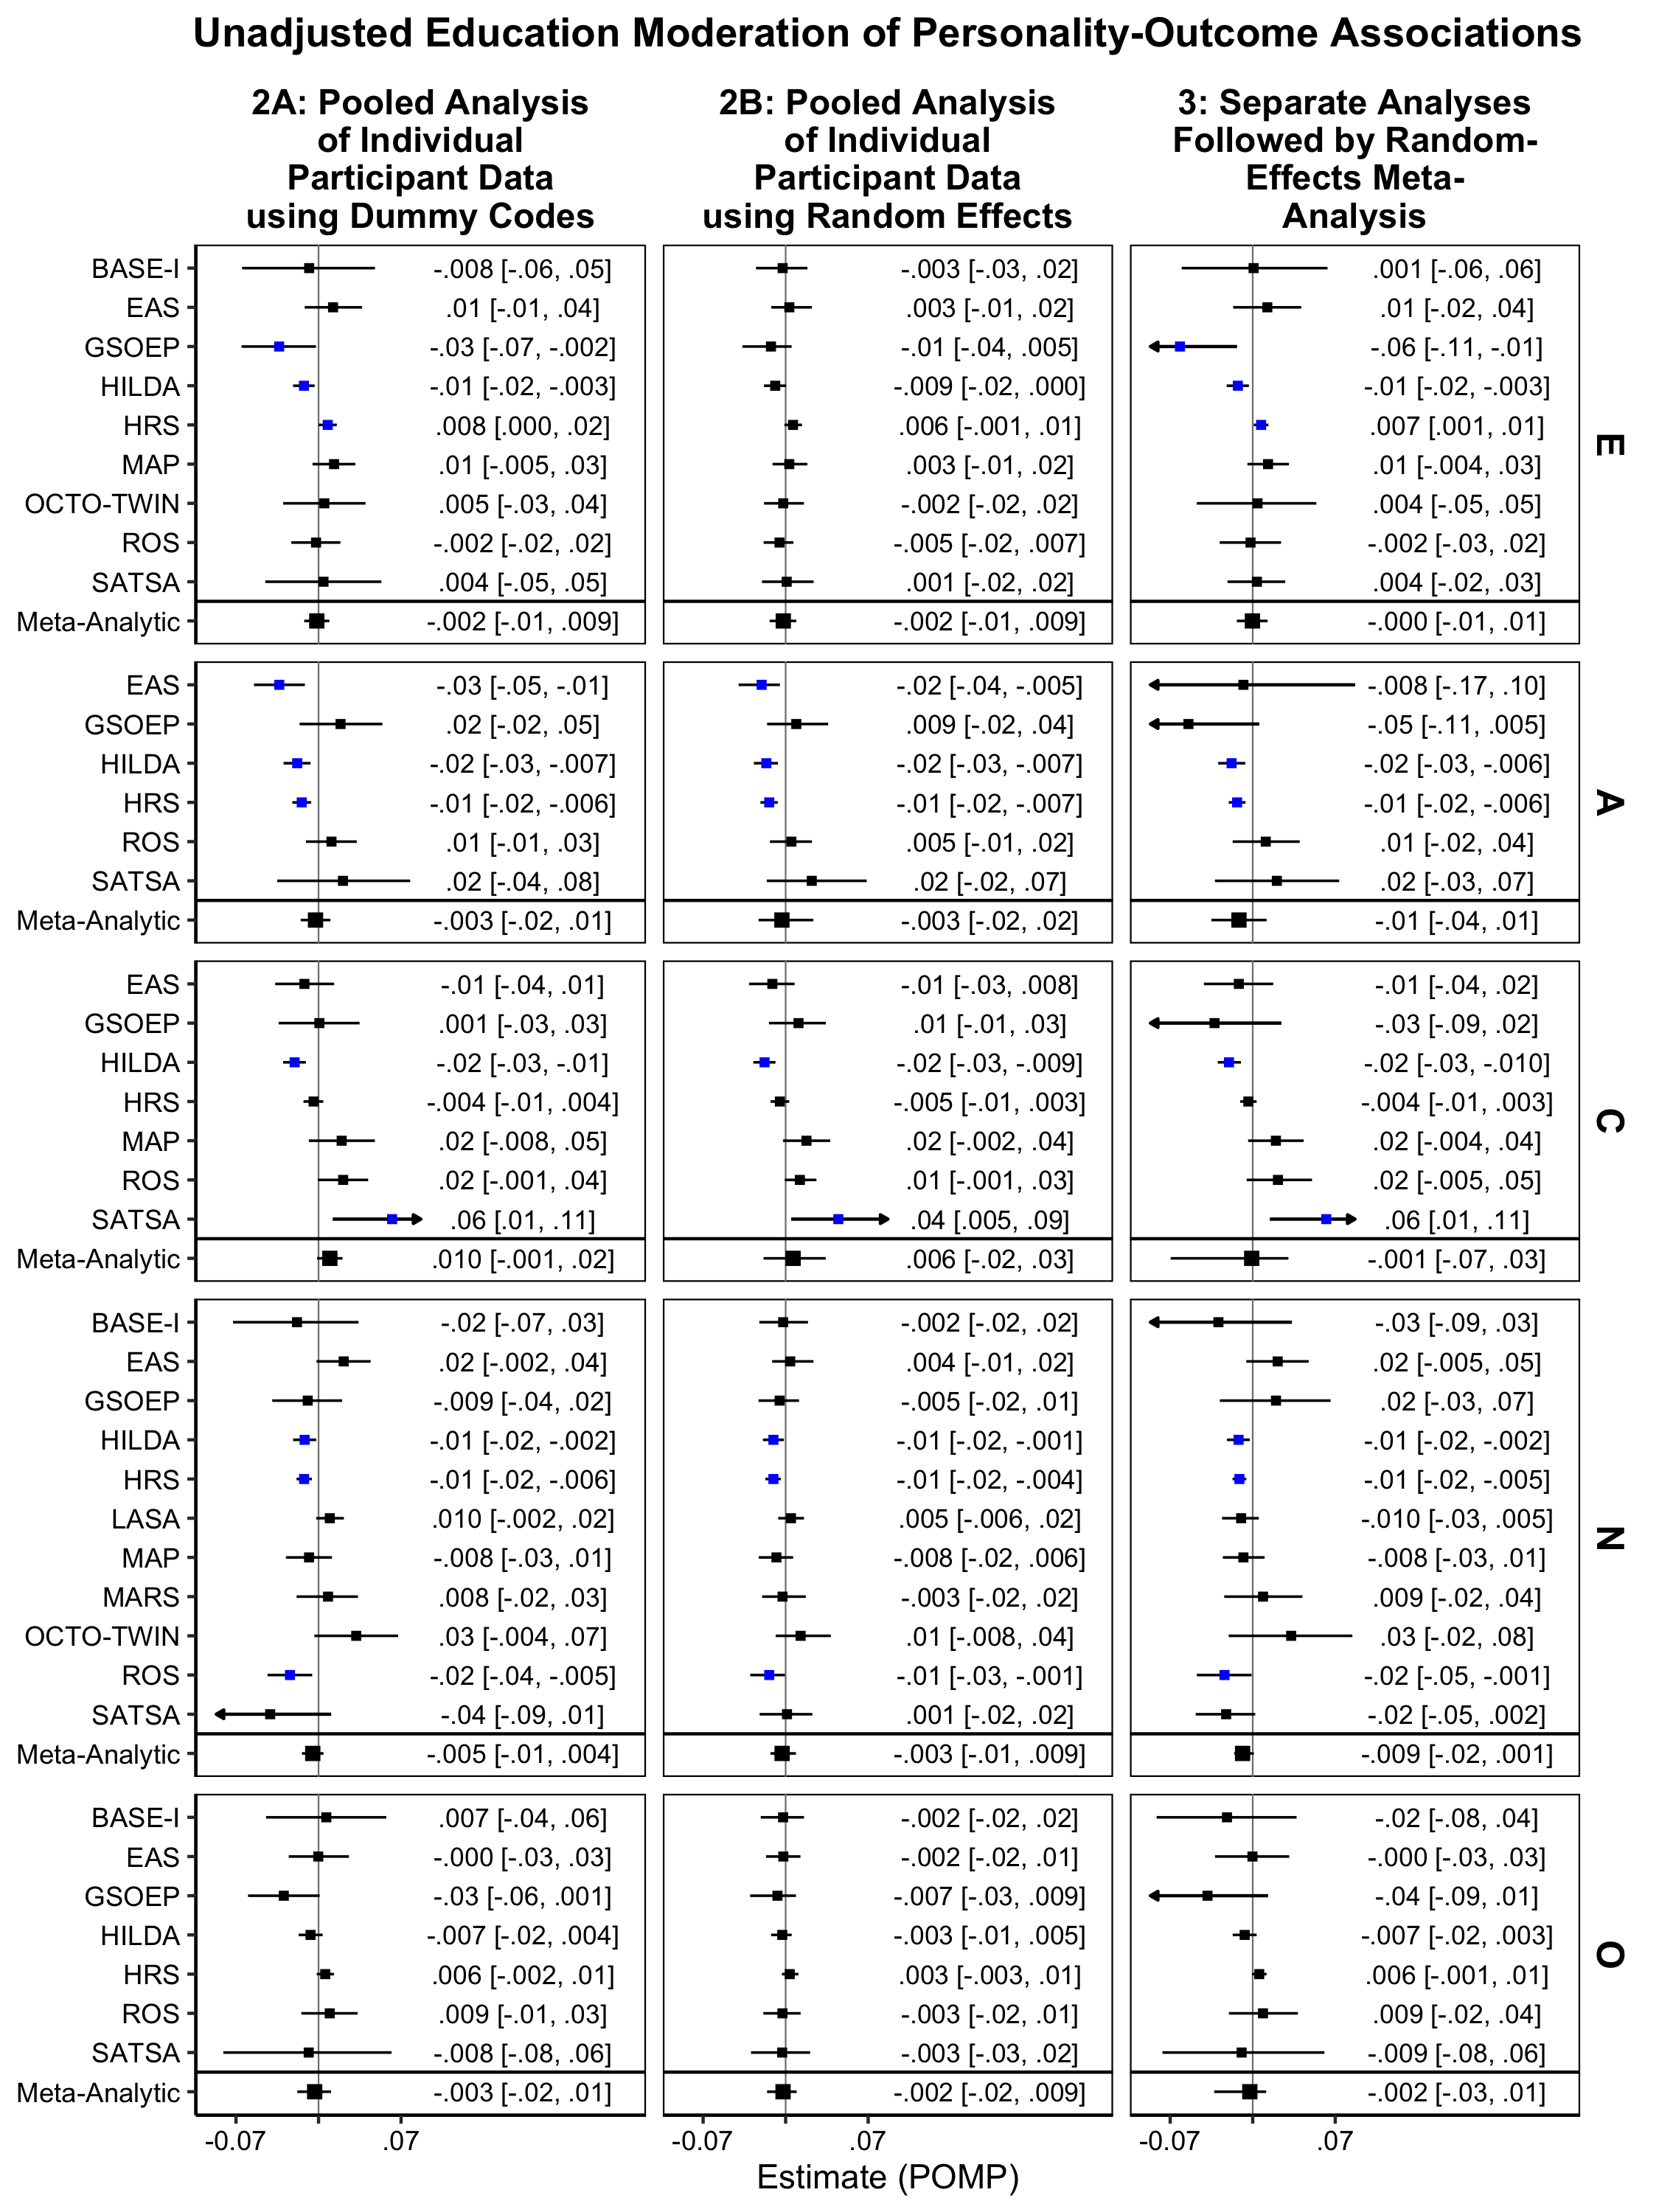 Unadjusted Education Moderation of Personality-Outcome Associations
2A: Pooled Analysis
of Individual
Participant Data
using Dummy Codes
2B: Pooled Analysis
of Individual
Participant Data
using Random Effects
3: Separate Analyses
Followed by Random-
Effects Meta-
Analysis
BASE-I -.008 [-.06, .05] -.003 [-.03, .02] .001 [-.06, .06]
EAS .01 [-.01, .04] .003 [-.01, .02] .01 [-.02, .04]
GSOEP -.03 [-.07, -.002] -.01 [-.04, .005] -.06 [-.11, -.01]
HILDA -.01 [-.02, -.003] -.009 [-.02, .000] -.01 [-.02, -.003]
HRS .008 [.000, .02] .006 [-.001, .01] .007 [.001, .01]
MAP .01 [-.005, .03] .003 [-.01, .02] .01 [-.004, .03]
OCTO-TWIN .005 [-.03, .04] -.002 [-.02, .02] .004 [-.05, .05]
ROS -.002 [-.02, .02] -.005 [-.02, .007] -.002 [-.03, .02]
SATSA .004 [-.05, .05] .001 [-.02, .02] .004 [-.02, .03]
Meta-Analytic -.002 [-.01, .009] -.002 [-.01, .009] -.000 [-.01, .01]
E
EAS -.03 [-.05, -.01] -.02 [-.04, -.005] -.008 [-.17, .10]
GSOEP .02 [-.02, .05] .009 [-.02, .04] -.05 [-.11, .005]
HILDA -.02 [-.03, -.007] -.02 [-.03, -.007] -.02 [-.03, -.006]
HRS -.01 [-.02, -.006] -.01 [-.02, -.007] -.01 [-.02, -.006]
ROS .01 [-.01, .03] .005 [-.01, .02] .01 [-.02, .04]
SATSA .02 [-.04, .08] .02 [-.02, .07] .02 [-.03, .07]
Meta-Analytic -.003 [-.02, .01] -.003 [-.02, .02] -.01 [-.04, .01]
A
EAS -.01 [-.04, .01] -.01 [-.03, .008] -.01 [-.04, .02]
GSOEP .001 [-.03, .03] .01 [-.01, .03] -.03 [-.09, .02]
HILDA -.02 [-.03, -.01] -.02 [-.03, -.009] -.02 [-.03, -.010]
HRS -.004 [-.01, .004] -.005 [-.01, .003] -.004 [-.01, .003]
MAP .02 [-.008, .05] .02 [-.002, .04] .02 [-.004, .04]
ROS .02 [-.001, .04] .01 [-.001, .03] .02 [-.005, .05]
SATSA .06 [.01, .11] .04 [.005, .09] .06 [.01, .11]
Meta-Analytic .010 [-.001, .02] .006 [-.02, .03] -.001 [-.07, .03]
C
BASE-I -.02 [-.07, .03] -.002 [-.02, .02] -.03 [-.09, .03]
EAS .02 [-.002, .04] .004 [-.01, .02] .02 [-.005, .05]
GSOEP -.009 [-.04, .02] -.005 [-.02, .01] .02 [-.03, .07]
HILDA -.01 [-.02, -.002] -.01 [-.02, -.001] -.01 [-.02, -.002]
HRS -.01 [-.02, -.006] -.01 [-.02, -.004] -.01 [-.02, -.005]
LASA .010 [-.002, .02] .005 [-.006, .02] -.010 [-.03, .005]
MAP -.008 [-.03, .01] -.008 [-.02, .006] -.008 [-.03, .01]
MARS .008 [-.02, .03] -.003 [-.02, .02] .009 [-.02, .04]
OCTO-TWIN .03 [-.004, .07] .01 [-.008, .04] .03 [-.02, .08]
ROS -.02 [-.04, -.005] -.01 [-.03, -.001] -.02 [-.05, -.001]
SATSA -.04 [-.09, .01] .001 [-.02, .02] -.02 [-.05, .002]
Meta-Analytic -.005 [-.01, .004] -.003 [-.01, .009] -.009 [-.02, .001]
N
BASE-I .007 [-.04, .06] -.002 [-.02, .02] -.02 [-.08, .04]
EAS -.000 [-.03, .03] -.002 [-.02, .01] -.000 [-.03, .03]
GSOEP -.03 [-.06, .001] -.007 [-.03, .009] -.04 [-.09, .01]
HILDA -.007 [-.02, .004] -.003 [-.01, .005] -.007 [-.02, .003]
HRS .006 [-.002, .01] .003 [-.003, .01] .006 [-.001, .01]
ROS .009 [-.01, .03] -.003 [-.02, .01] .009 [-.02, .04]
SATSA -.008 [-.08, .06] -.003 [-.03, .02] -.009 [-.08, .06]
Meta-Analytic -.003 [-.02, .01] -.002 [-.02, .009] -.002 [-.03, .01]
O
-0.07 .07 -0.07 .07 -0.07 .07
Estimate (POMP)